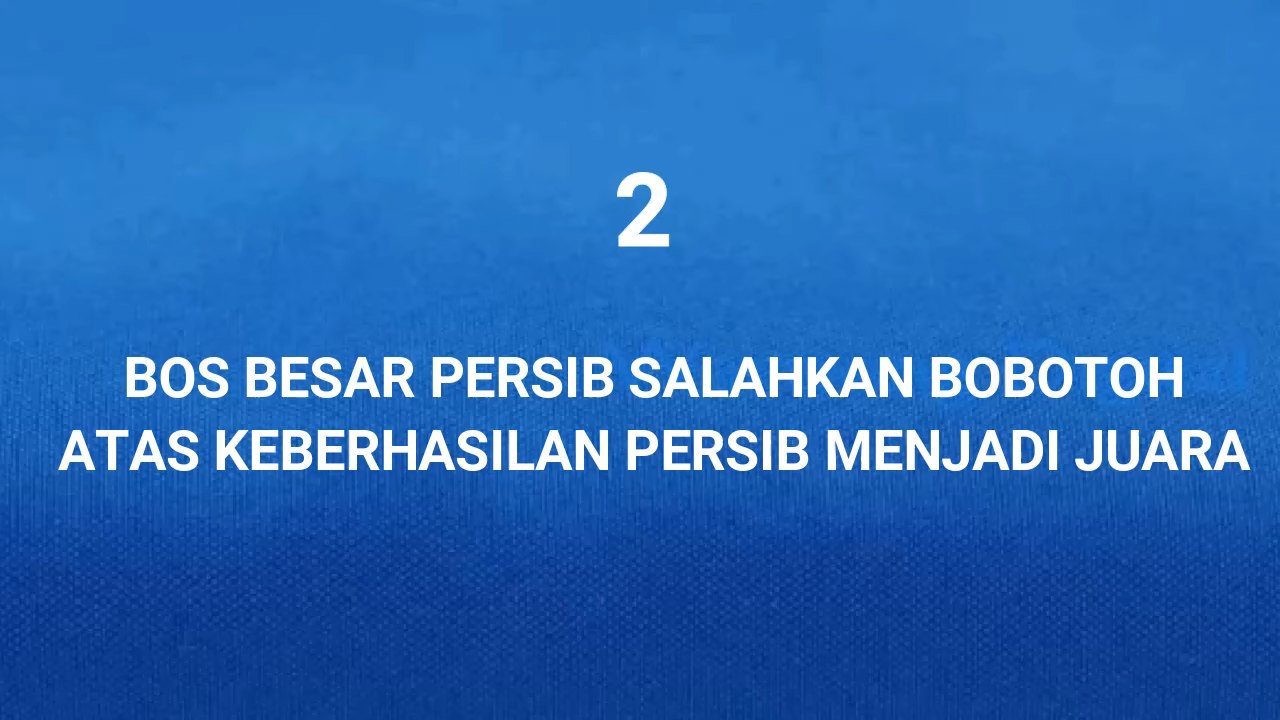 2
BOS BESAR PERSIB SALAHKAN BOBOTOH
ATAS KEBERHASILAN PERSIB MENJADI JUARA